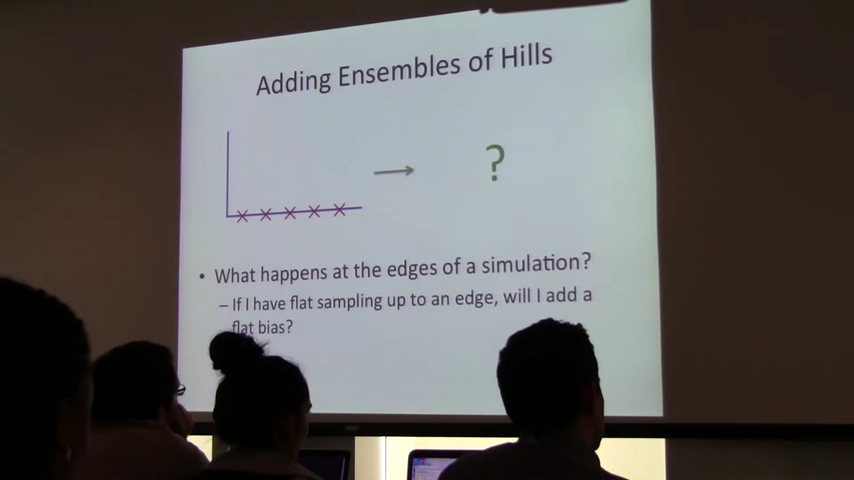 Adding Ensembles of Hills
?
• What happens at the edges of a simulation?
– If I have flat sampling up to an edge, will I add a
flat bias?